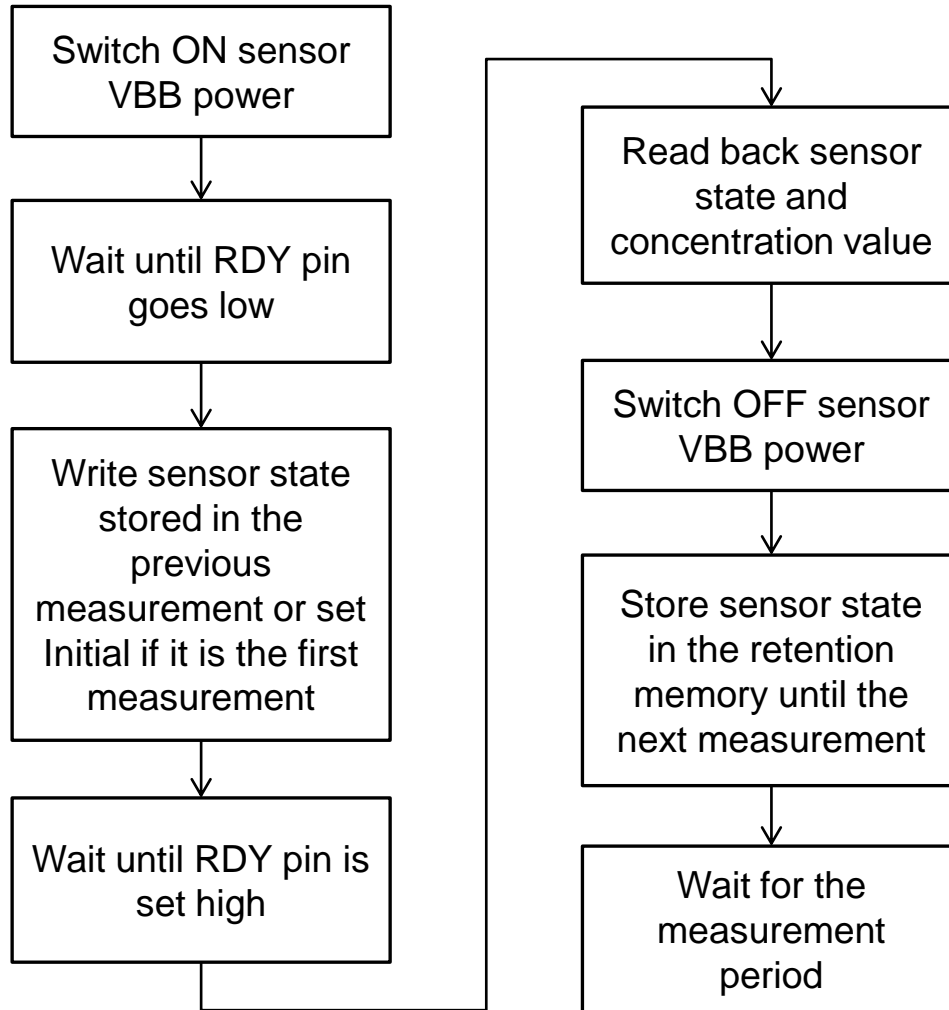 Switch ON sensor
VBB power
Wait until RDY pin
goes low
Write sensor state
stored in the
previous
measurement or set
Initial if it is the first
measurement
Wait until RDY pin is
set high
Read back sensor
state and
concentration value
Switch OFF sensor
VBB power
Store sensor state
in the retention
memory until the
next measurement
Wait for the
measurement
period